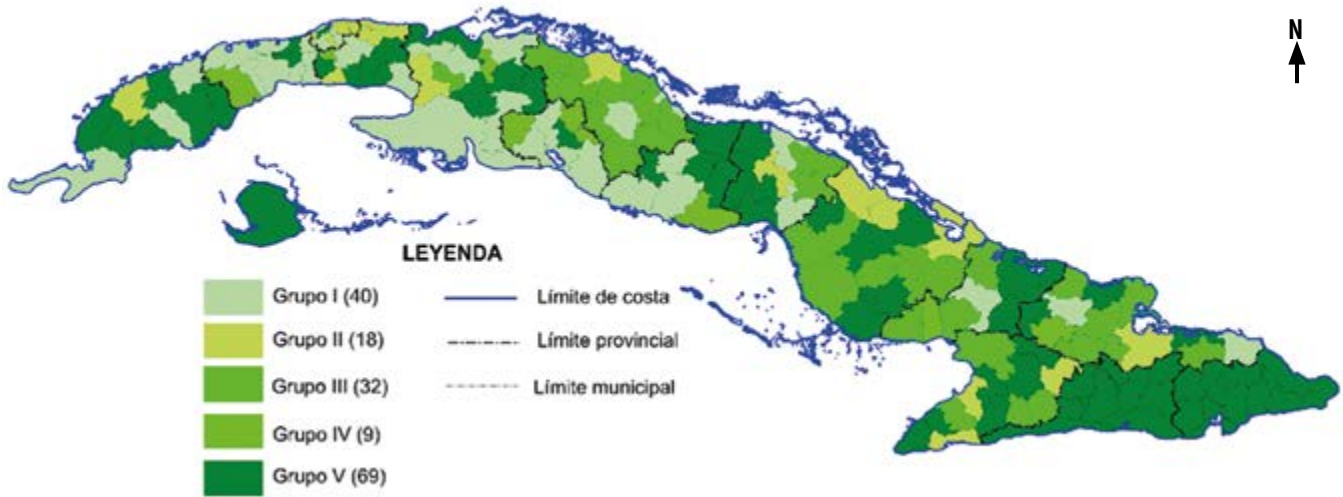 N
LEYENDA
Grupo I (40)
Grupo II (18)
Grupo III (32)
Grupo IV (9)
Grupo V (69)
Límite de costa
Límite provincial
Límite municipal